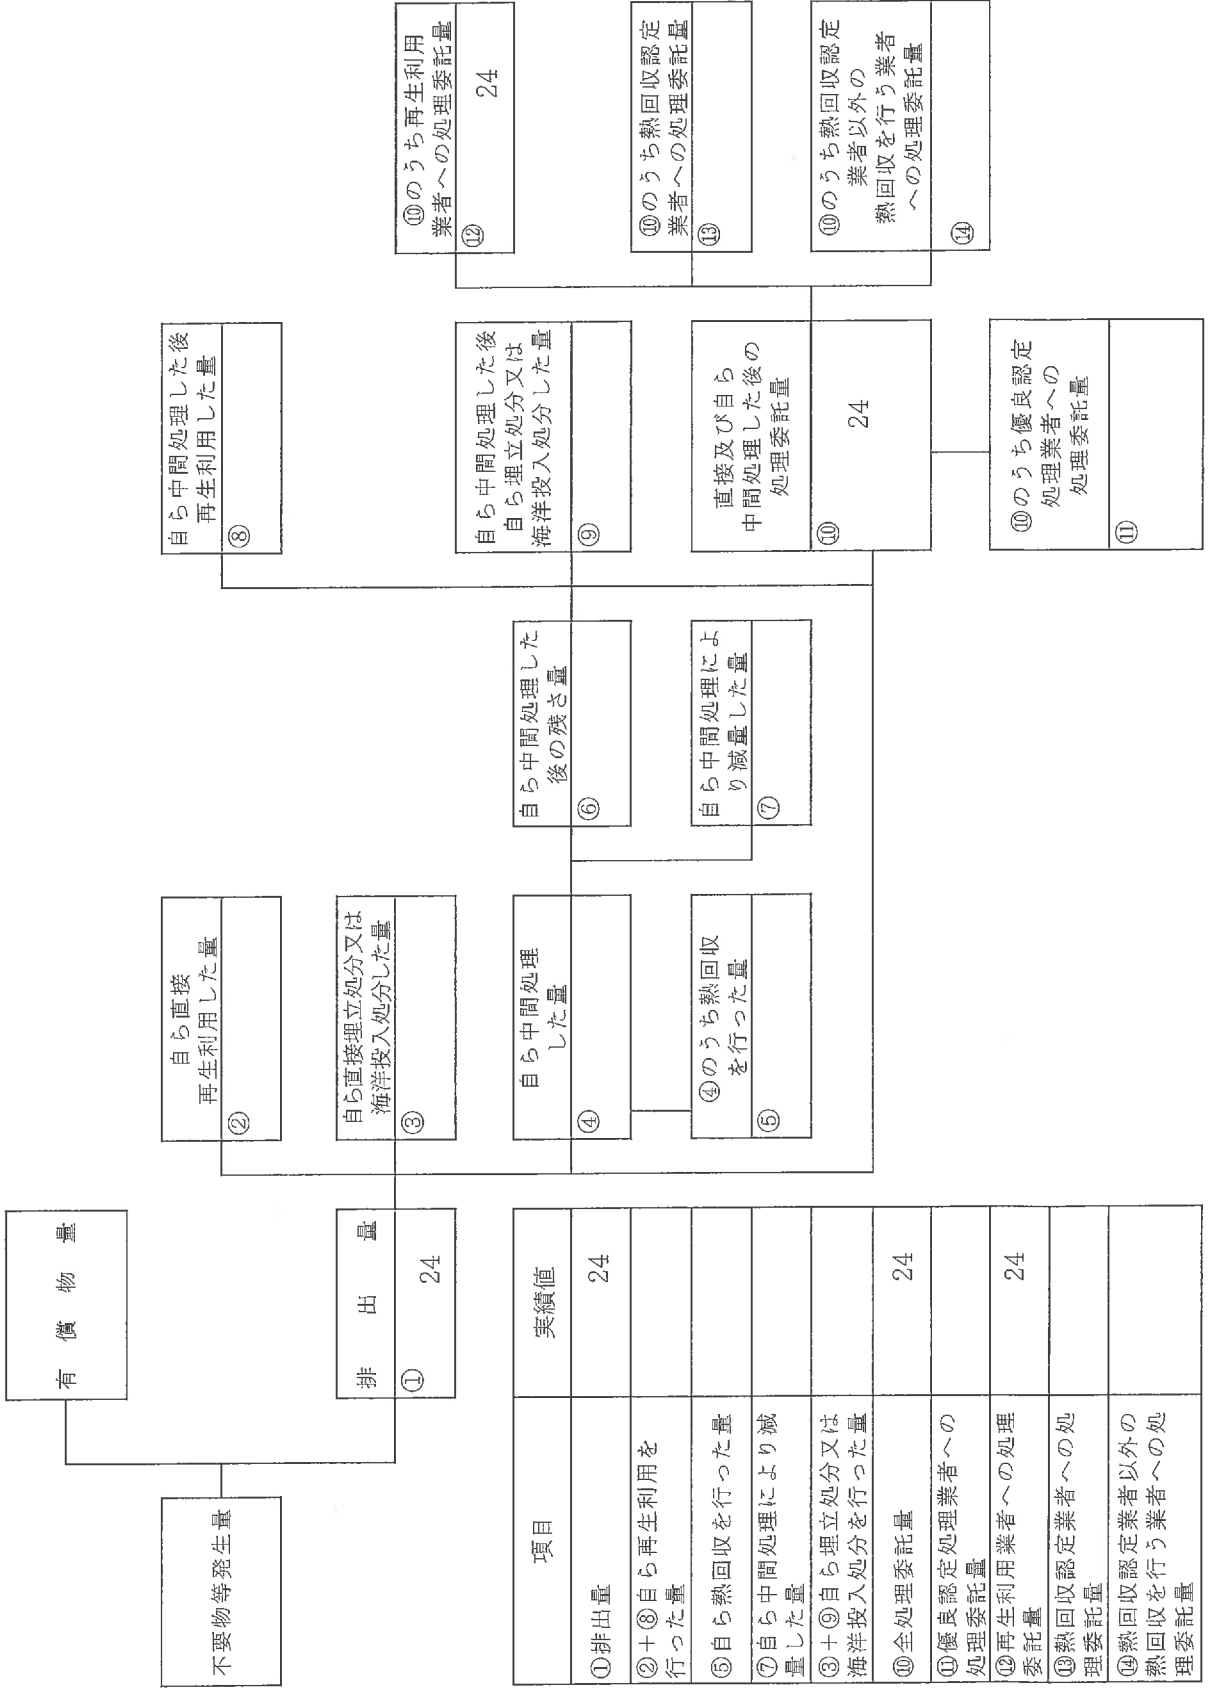 有償物量
不要物等発生量
排出量
①
24
自ら直接
再生利用した量
②
自ら直接埋立処分又は
海洋投入処分した量
③
自ら中間処理
した量
④
④のうち熱回収
を行った量
⑤
自ら中間処理した
後の残さ量
⑥
自ら中間処理によ
り減量した量
⑦
自ら中間処理した後
再生利用した量
⑧
自ら中間処理した後
自ら埋立処分又は
海洋投入処分した量
⑨
直接及び自ら
中間処理した後の
処理委託量
⑩
24
⑩のうち優良認定
処理業者への
処理委託量
⑪
⑩のうち再生利用
業者への処理委託量
⑫
24
⑩のうち熱回収認定
業者への処理委託量
⑬
⑩のうち熱回収認定
業者以外の
熱回収を行う業者
への処理委託量
⑭
項目
実績値
①排出量
24
②+⑧自ら再生利用を
行った量
⑤自ら熱回収を行った量
⑦自ら中間処理により減
量した量
③+⑨自ら埋立処分又は
海洋投入処分を行った量
⑩全処理委託量
24
⑪優良認定処理業者への
処理委託量
⑫再生利用業者への処理
委託量
24
⑬熱回収認定業者への処
理委託量
⑭熱回収認定業者以外の
熱回収を行う業者への処
理委託量